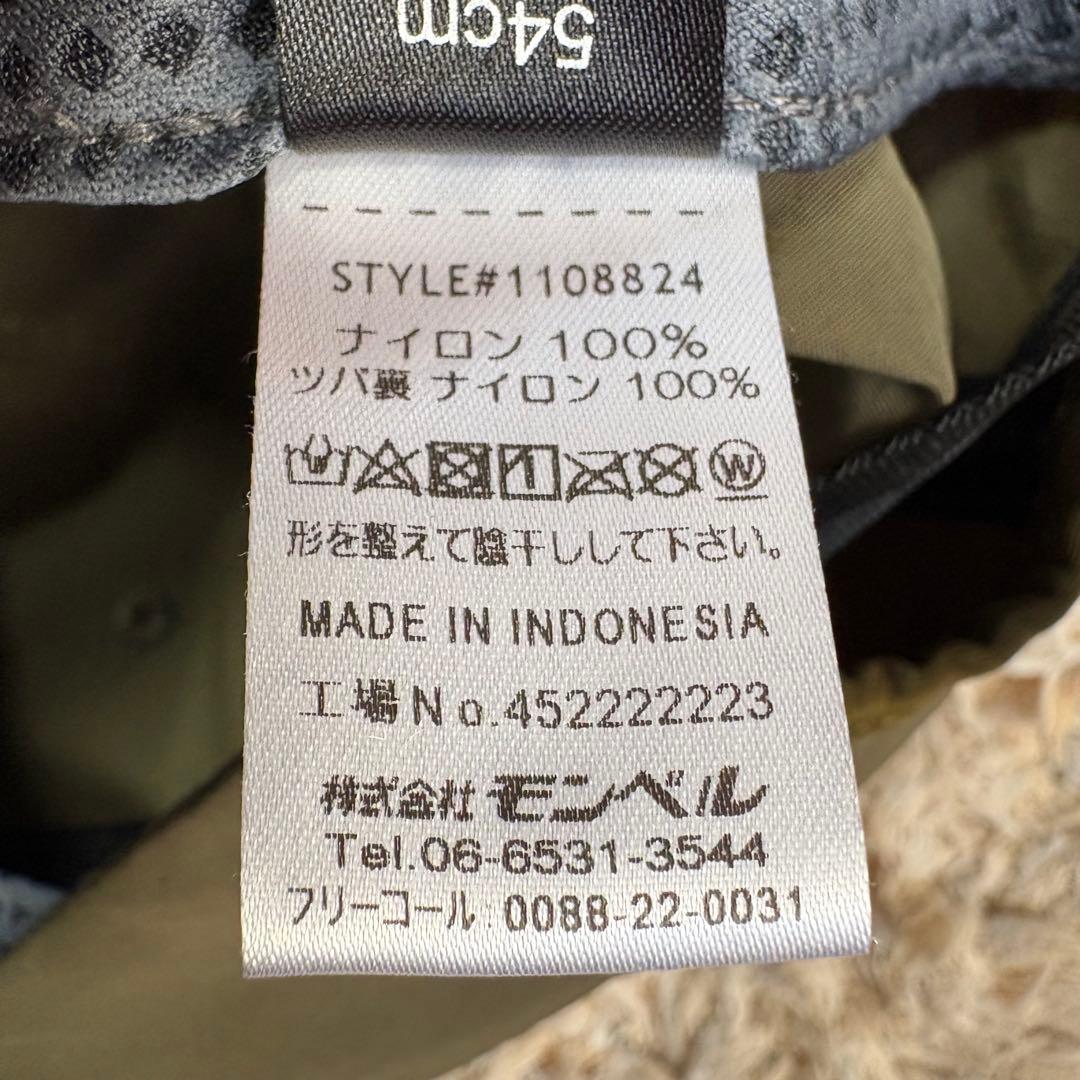 54cm
STYLE#1108824
ナイロン 100%
ツバ裏 ナイロン 100%
W
形を整えて陰干しして下さい。
MADE IN INDONESIA
工場No.452222223
株式会社 モンベル
Tel.06-6531-3544
フリーコール. 0088-22-0031